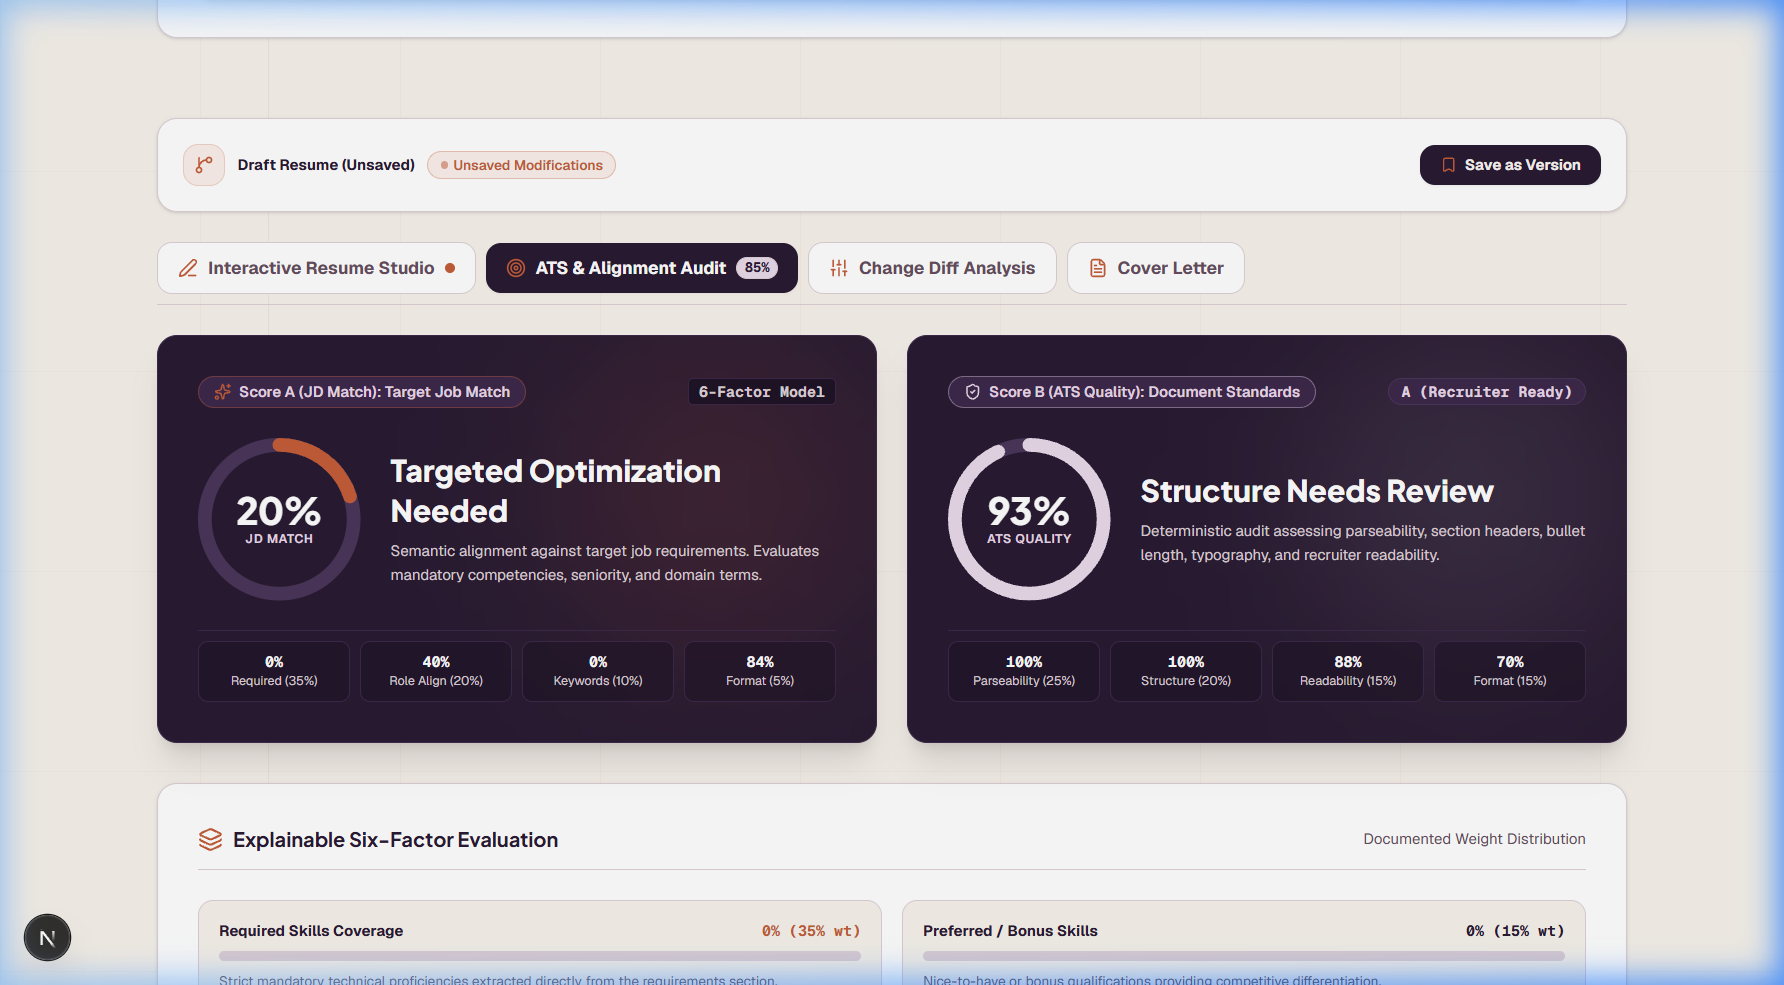 Draft Resume (Unsaved)
Unsaved Modifications
Save as Version
Interactive Resume Studio
ATS & Alignment Audit 85%
Change Diff Analysis
Cover Letter
Score A (JD Match): Target Job Match
6-Factor Model
20%
JD MATCH
Targeted Optimization
Needed
Semantic alignment against target job requirements. Evaluates
mandatory competencies, seniority, and domain terms.
0%
Required (35%)
40%
Role Align (20%)
0%
Keywords (10%)
84%
Format (5%)
Score B (ATS Quality): Document Standards
A (Recruiter Ready)
93%
ATS QUALITY
Structure Needs Review
Deterministic audit assessing parseability, section headers, bullet
length, typography, and recruiter readability.
100%
Parseability (25%)
100%
Structure (20%)
88%
Readability (15%)
70%
Format (15%)
Explainable Six-Factor Evaluation
Documented Weight Distribution
Required Skills Coverage
0% (35% wt)
Strict mandatory technical proficiencies extracted directly from the requirements section.
Preferred / Bonus Skills
0% (15% wt)
Nice-to-have or bonus qualifications providing competitive differentiation.
N